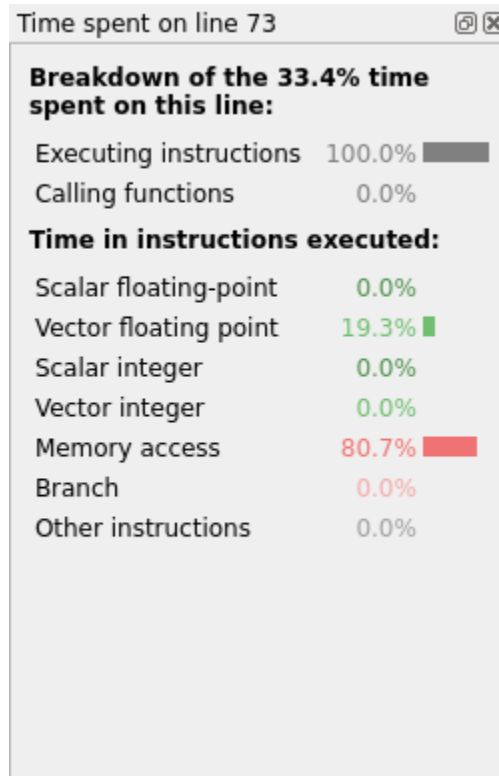 Time spent on line 73
Breakdown of the 33.4% time
spent on this line:
Executing instructions 100.0%
Calling functions 0.0%
Time in instructions executed:
Scalar floating-point 0.0%
Vector floating point 19.3%
Scalar integer 0.0%
Vector integer 0.0%
Memory access 80.7%
Branch 0.0%
Other instructions 0.0%